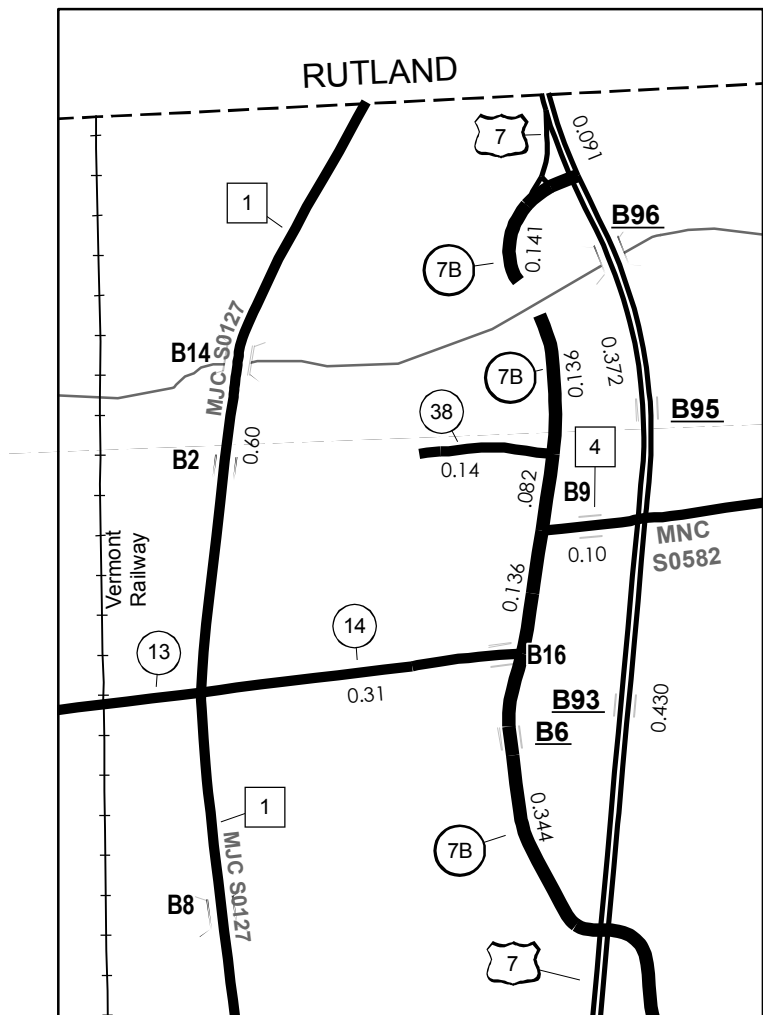 RUTLAND
7
0.091
1
B96
7B
0.141
MJC S0127
B14
7B
0.136
0.372
38
B95
0.60
4
B2
0.14
.082
B9
MNC
S0582
0.10
Vermont
Railway
0.136
14
13
B16
0.31
B93
0.430
B6
1
0.344
7B
MJC S0127
B8
7